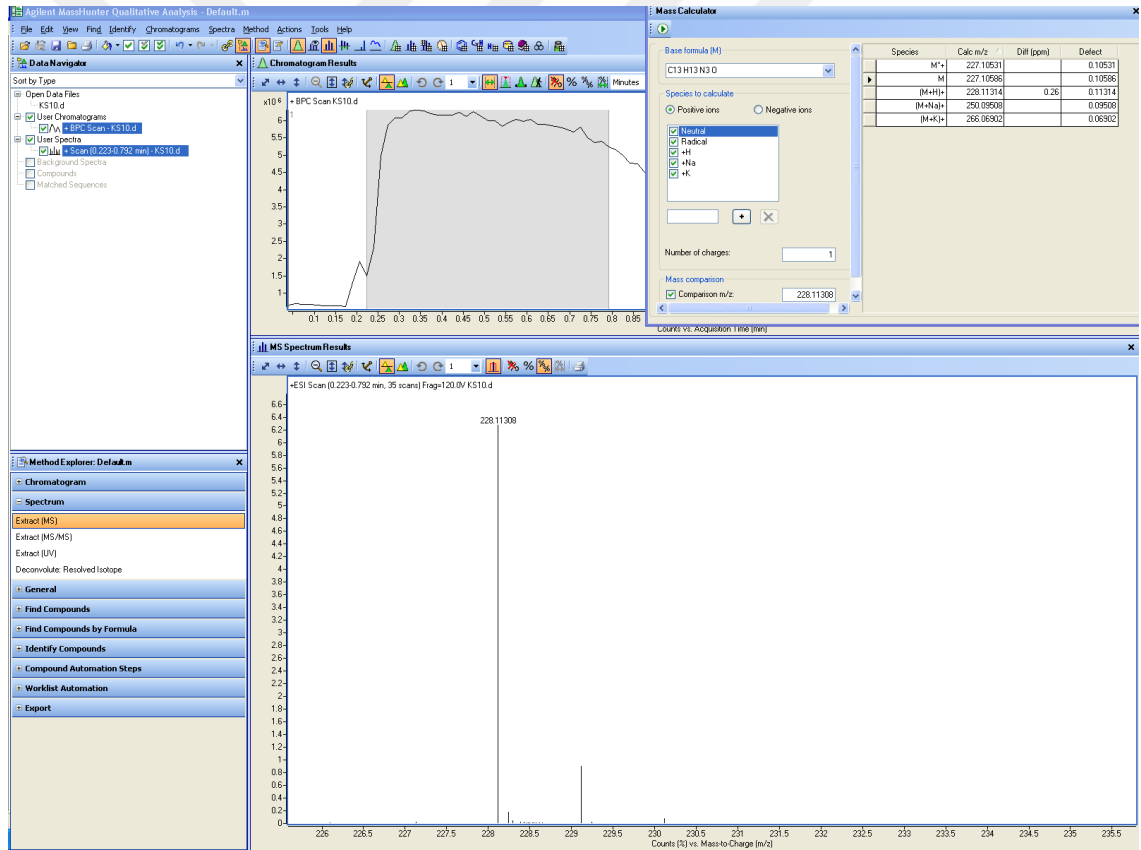 Agilent MassHunter Qualitative Analysis - Default.m
File Edit View Find Identify Chromatograms Spectra Method Actions Tools Help
Data Navigator
Sort by Type
Open Data Files
KS10.d
User Chromatograms
+ BPC Scan - KS10.d
User Spectra
+ Scan (0.223-0.792 min) - KS10.d
Background Spectra
Compounds
Matched Sequences
Chromatogram Results
1 Minutes
x10 6 + BPC Scan KS10.d
1
6-
5.5-
5-
4.5-
4-
3.5-
3-
2.5-
2-
1.5-
1-
0.1 0.15 0.2 0.25 0.3 0.35 0.4 0.45 0.5 0.55 0.6 0.65 0.7 0.75 0.8 0.85
Counts vs. Acquisition Time (min)
Mass Calculator
Base formula (M)
C13 H13 N3 O
Species to calculate
Positive ions Negative ions
Neutral
Radical
+H
+Na
+K
+
Number of charges: 1
Mass comparison
Comparison m/z: 228.11308
Species Calc m/z Diff (ppm) Defect
M*+ 227.10531 0.10531
M 227.10586 0.10586
(M+H)+ 228.11314 0.26 0.11314
(M+Na)+ 250.09508 0.09508
(M+K)+ 266.06902 0.06902
MS Spectrum Results
1
+ESI Scan (0.223-0.792 min, 35 scans) Frag=120.0V KS10.d
228.11308
6.6-
6.4-
6.2-
6-
5.8-
5.6-
5.4-
5.2-
5-
4.8-
4.6-
4.4-
4.2-
4-
3.8-
3.6-
3.4-
3.2-
3-
2.8-
2.6-
2.4-
2.2-
2-
1.8-
1.6-
1.4-
1.2-
1-
0.8-
0.6-
0.4-
0.2-
0-
226 226.5 227 227.5 228 228.5 229 229.5 230 230.5 231 231.5 232 232.5 233 233.5 234 234.5 235 235.5
Counts (%) vs. Mass-to-Charge (m/z)
Method Explorer: Default.m
Chromatogram
Spectrum
Extract (MS)
Extract (MS/MS)
Extract (UV)
Deconvolute: Resolved Isotope
General
Find Compounds
Find Compounds by Formula
Identify Compounds
Compound Automation Steps
Worklist Automation
Export